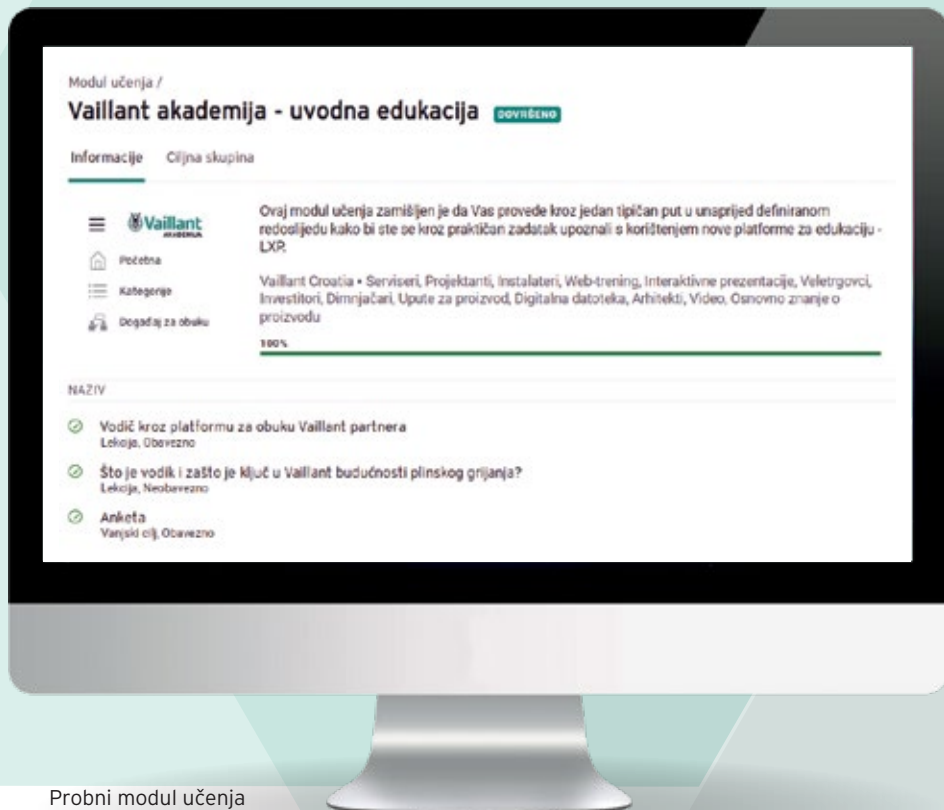 Modul učenja /
Vaillant akademija - uvodna edukacija DOVRŠENO
Informacije Ciljna skupina
Vaillant
AKADEMIJA
Početna
Kategorije
Događaj za obuku
Ovaj modul učenja zamišljen je da Vas provede kroz jedan tipičan put u unaprijed definiranom
redoslijedu kako bi ste se kroz praktičan zadatak upoznali s korištenjem nove platforme za edukaciju -
LXP.
Vaillant Croatia • Serviseri, Projektanti, Instalateri, Web-trening, Interaktivne prezentacije, Veletrgovci,
Investitori, Dimnjačari, Upute za proizvod, Digitalna datoteka, Arhitekti, Video, Osnovno znanje o
proizvodu
100%
NAZIV
Vodič kroz platformu za obuku Vaillant partnera
Lekcija, Obavezno
Što je vodik i zašto je ključ u Vaillant budućnosti plinskog grijanja?
Lekcija, Neobavezno
Anketa
Vanjski cilj, Obavezno
Probni modul učenja